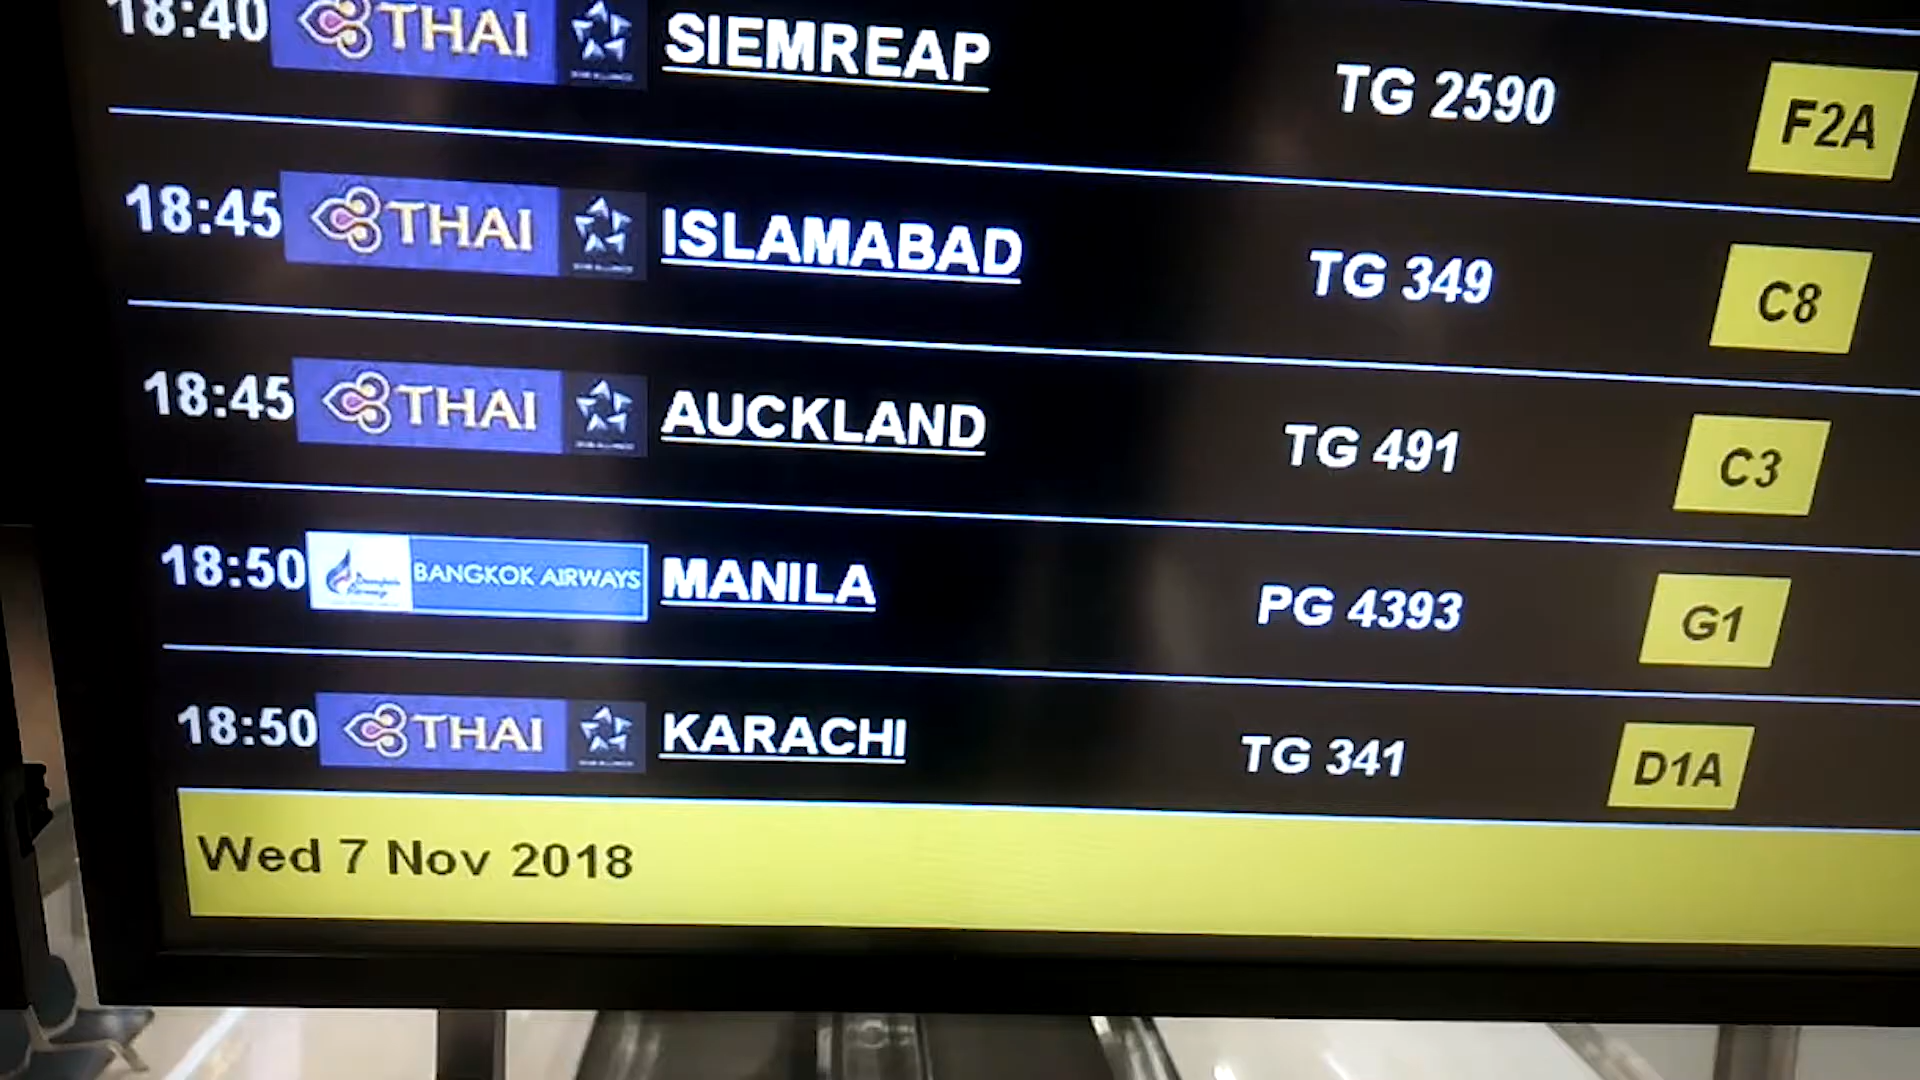 18:40 THAI SIEMREAP TG 2590 F2A
18:45 THAI ISLAMABAD TG 349 C8
18:45 THAI AUCKLAND TG 491 C3
18:50 BANGKOK AIRWAYS MANILA PG 4393 G1
18:50 THAI KARACHI TG 341 D1A
Wed 7 Nov 2018